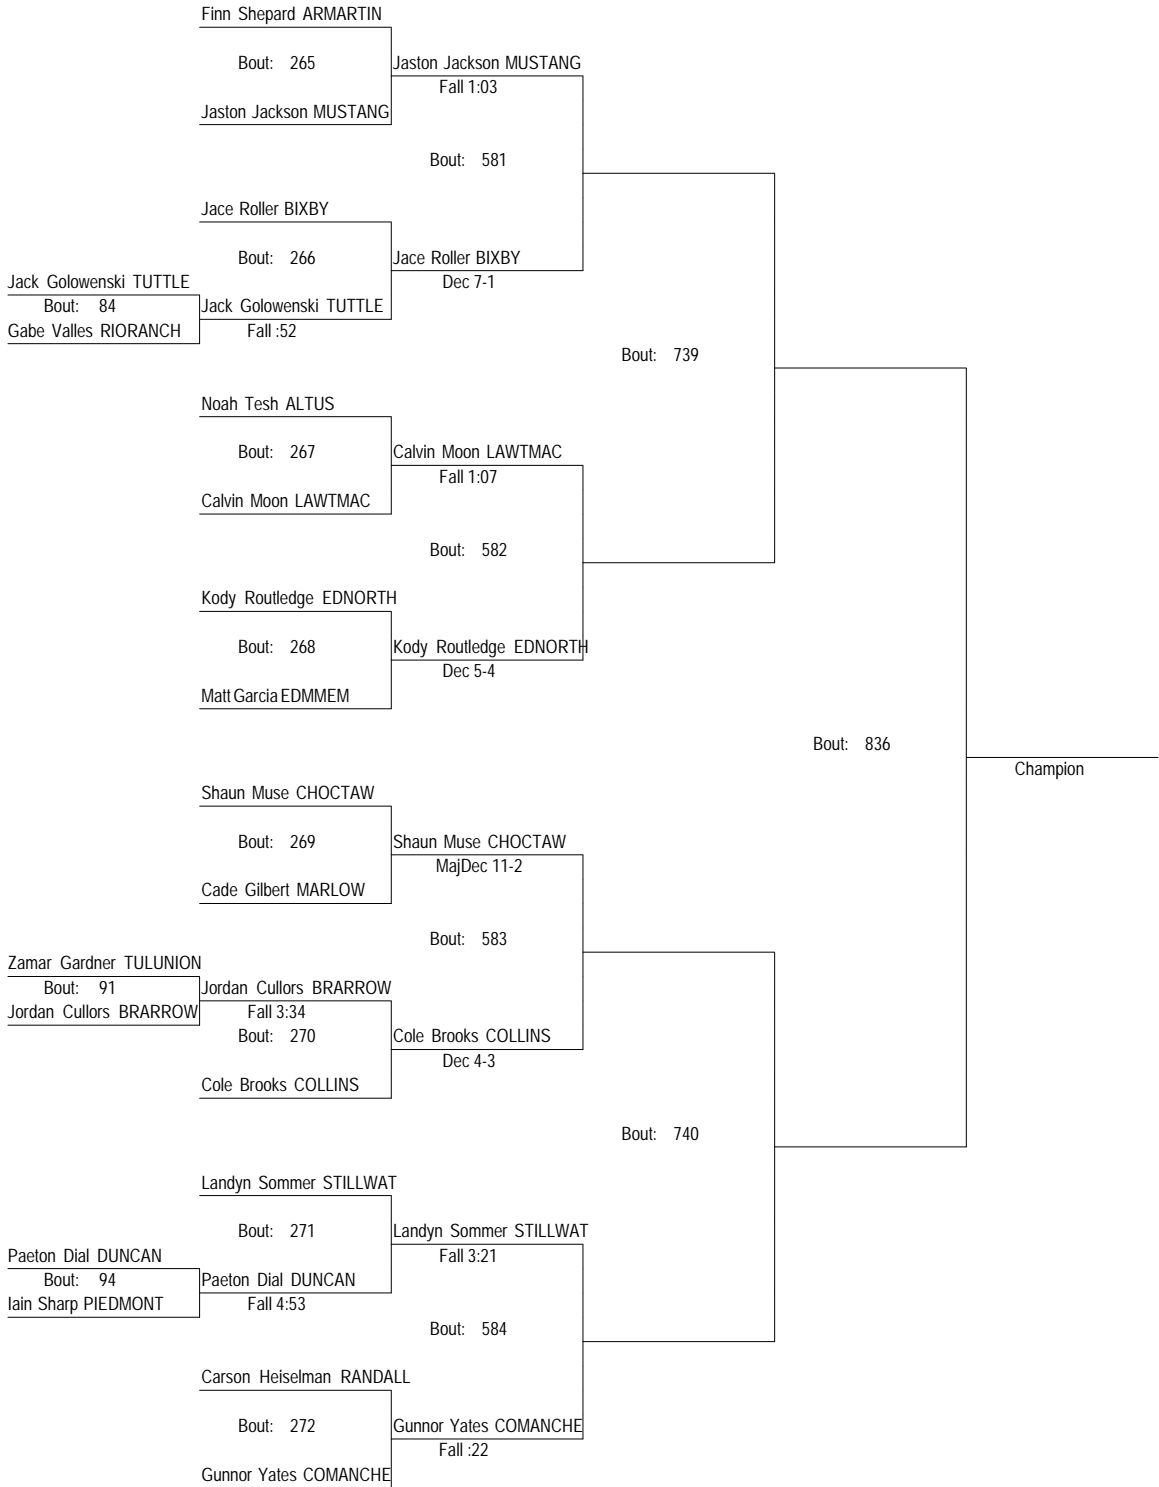 Finn Shepard ARMARTIN
Bout: 265
Jaston Jackson MUSTANG
Fall 1:03
Jaston Jackson MUSTANG
Bout: 581
Jace Roller BIXBY
Bout: 266
Jace Roller BIXBY
Dec 7-1
Jack Golowenski TUTTLE
Bout: 84
Jack Golowenski TUTTLE
Gabe Valles RIORANCH
Fall :52
Bout: 739
Noah Tesh ALTUS
Bout: 267
Calvin Moon LAWTMAC
Fall 1:07
Calvin Moon LAWTMAC
Bout: 582
Kody Routledge EDNORTH
Bout: 268
Kody Routledge EDNORTH
Dec 5-4
Matt Garcia EDMMEM
Bout: 836
Champion
Shaun Muse CHOCTAW
Bout: 269
Shaun Muse CHOCTAW
MajDec 11-2
Cade Gilbert MARLOW
Bout: 583
Zamar Gardner TULUNION
Bout: 91
Jordan Cullors BRARROW
Jordan Cullors BRARROW
Fall 3:34
Bout: 270
Cole Brooks COLLINS
Dec 4-3
Cole Brooks COLLINS
Bout: 740
Landyn Sommer STILLWAT
Bout: 271
Landyn Sommer STILLWAT
Fall 3:21
Paeton Dial DUNCAN
Bout: 94
Paeton Dial DUNCAN
Iain Sharp PIEDMONT
Fall 4:53
Bout: 584
Carson Heiselman RANDALL
Bout: 272
Gunnor Yates COMANCHE
Fall :22
Gunnor Yates COMANCHE